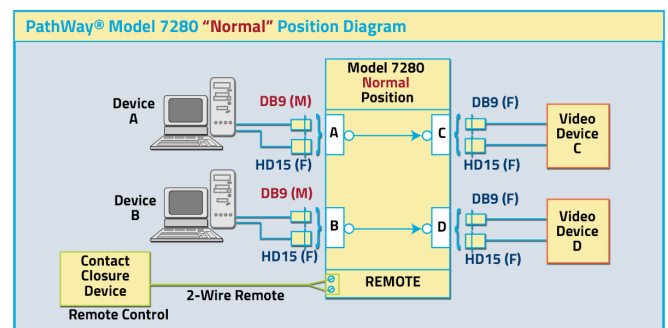 PathWay® Model 7280 “Normal” Position Diagram
Model 7280
Normal
Position
Device
A
DB9 (M)
HD15 (F)
A
C
DB9 (F)
HD15 (F)
Video
Device
C
Device
B
DB9 (M)
HD15 (F)
B
D
DB9 (F)
HD15 (F)
Video
Device
D
Contact
Closure
Device
2-Wire Remote
REMOTE
Remote Control